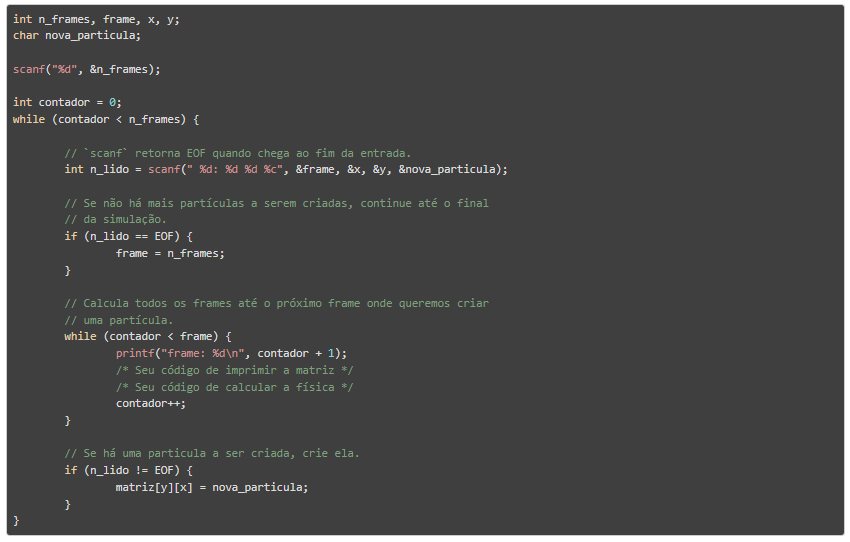 int n_frames, frame, x, y;
char nova_particula;
scanf("%d", &n_frames);
int contador = 0;
while (contador < n_frames) {
// `scanf` retorna EOF quando chega ao fim da entrada.
int n_lido = scanf(" %d: %d %d %c", &frame, &x, &y, &nova_particula);
// Se não há mais partículas a serem criadas, continue até o final
// da simulação.
if (n_lido == EOF) {
frame = n_frames;
}
// Calcula todos os frames até o próximo frame onde queremos criar
// uma partícula.
while (contador < frame) {
printf("frame: %d\n", contador + 1);
/* Seu código de imprimir a matriz */
/* Seu código de calcular a física */
contador++;
}
// Se há uma particula a ser criada, crie ela.
if (n_lido != EOF) {
matriz[y][x] = nova_particula;
}
}